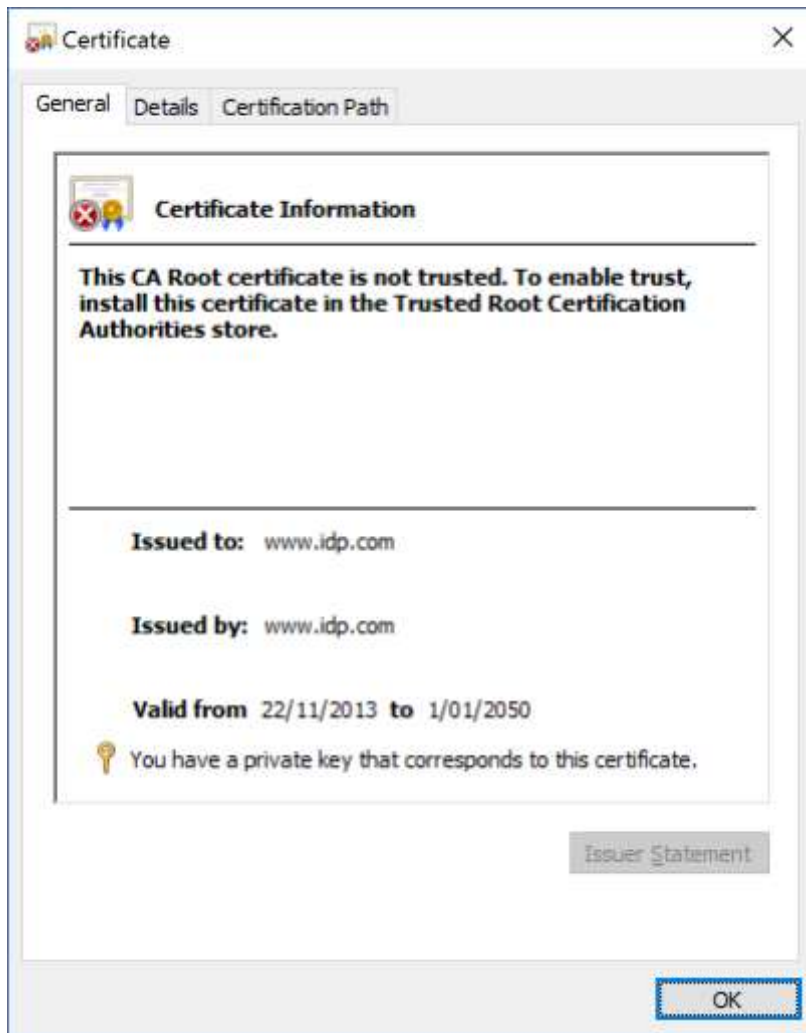 Certificate
General Details Certification Path
Certificate Information
This CA Root certificate is not trusted. To enable trust,
install this certificate in the Trusted Root Certification
Authorities store.
Issued to: www.idp.com
Issued by: www.idp.com
Valid from 22/11/2013 to 1/01/2050
You have a private key that corresponds to this certificate.
Issuer Statement
OK